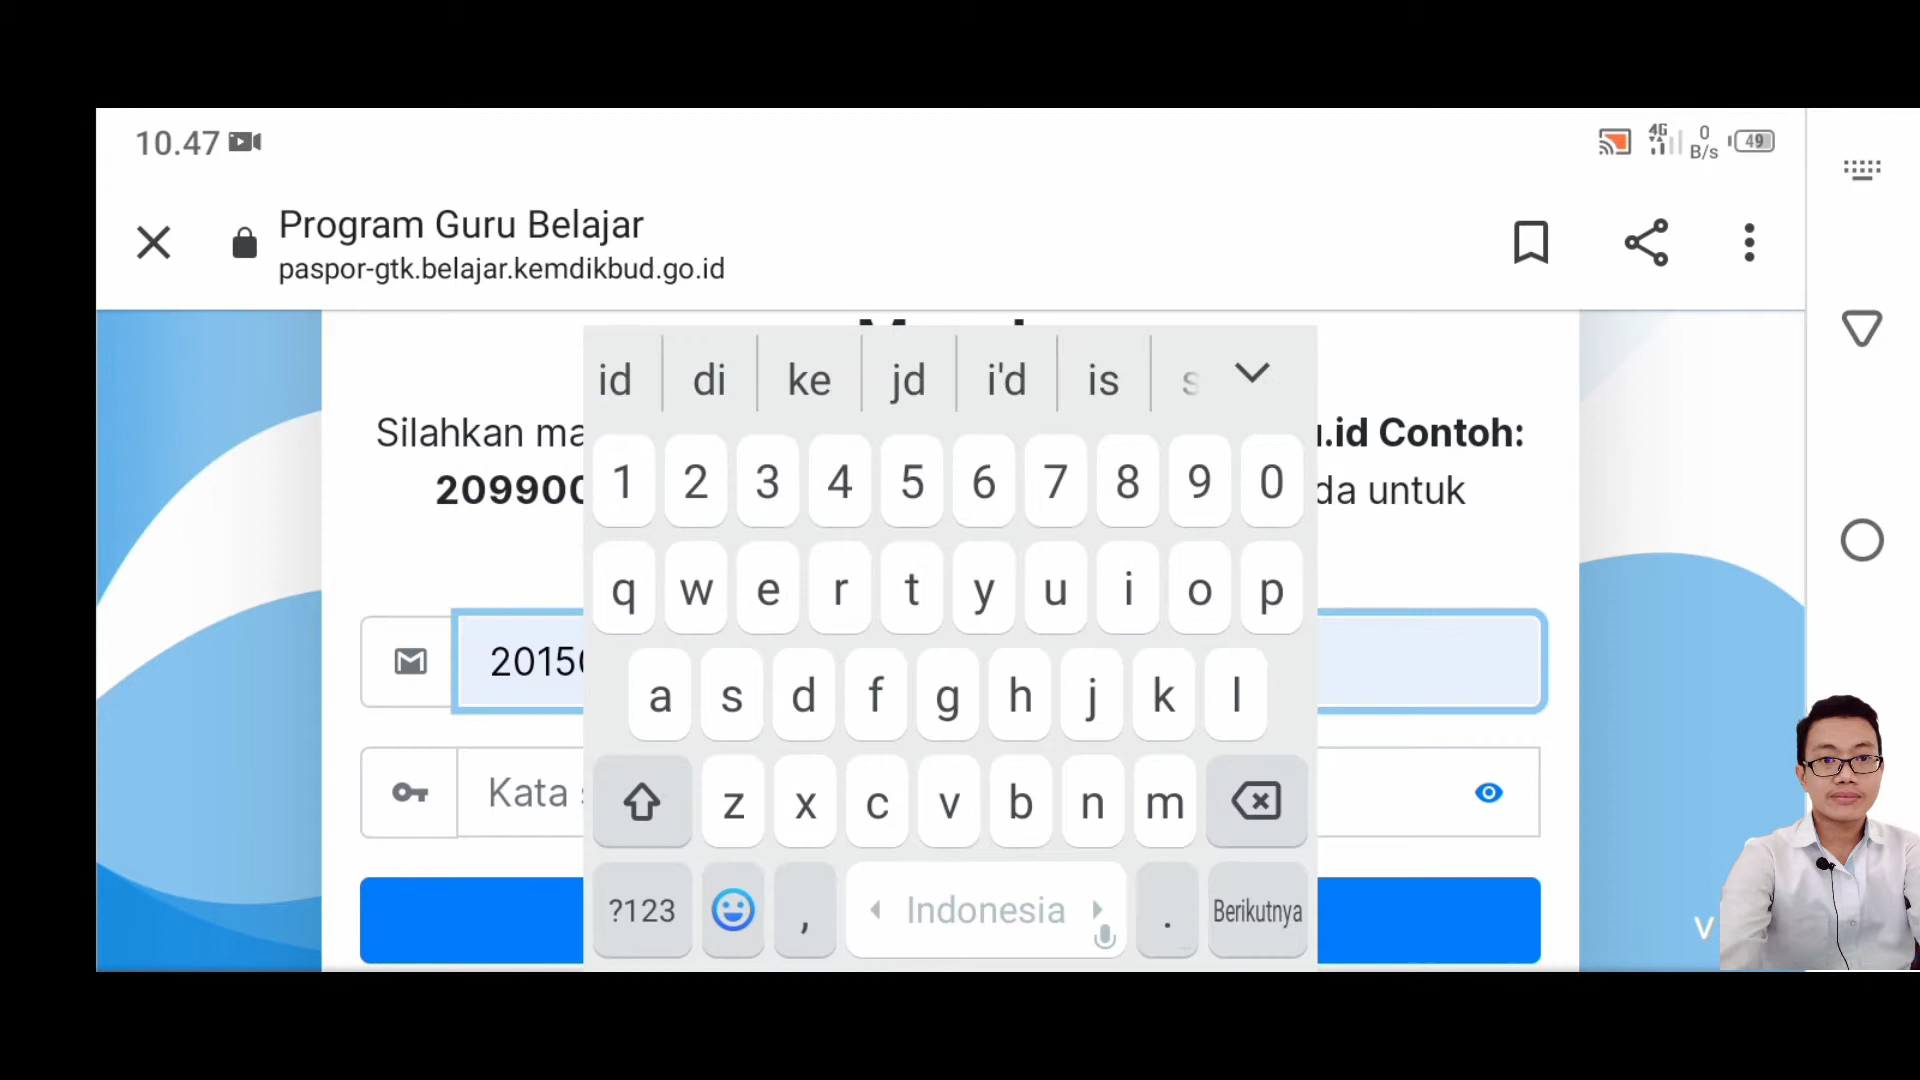 10.47
4G
0
B/s
49
Program Guru Belajar
paspor-gtk.belajar.kemdikbud.go.id
id di ke jd i'd is s
Silahkan ma
.id Contoh:
20990
da untuk
1 2 3 4 5 6 7 8 9 0
q w e r t y u i o p
2015
a s d f g h j k l
Kata
z x c v b n m
?123 , Indonesia . Berikutnya
V